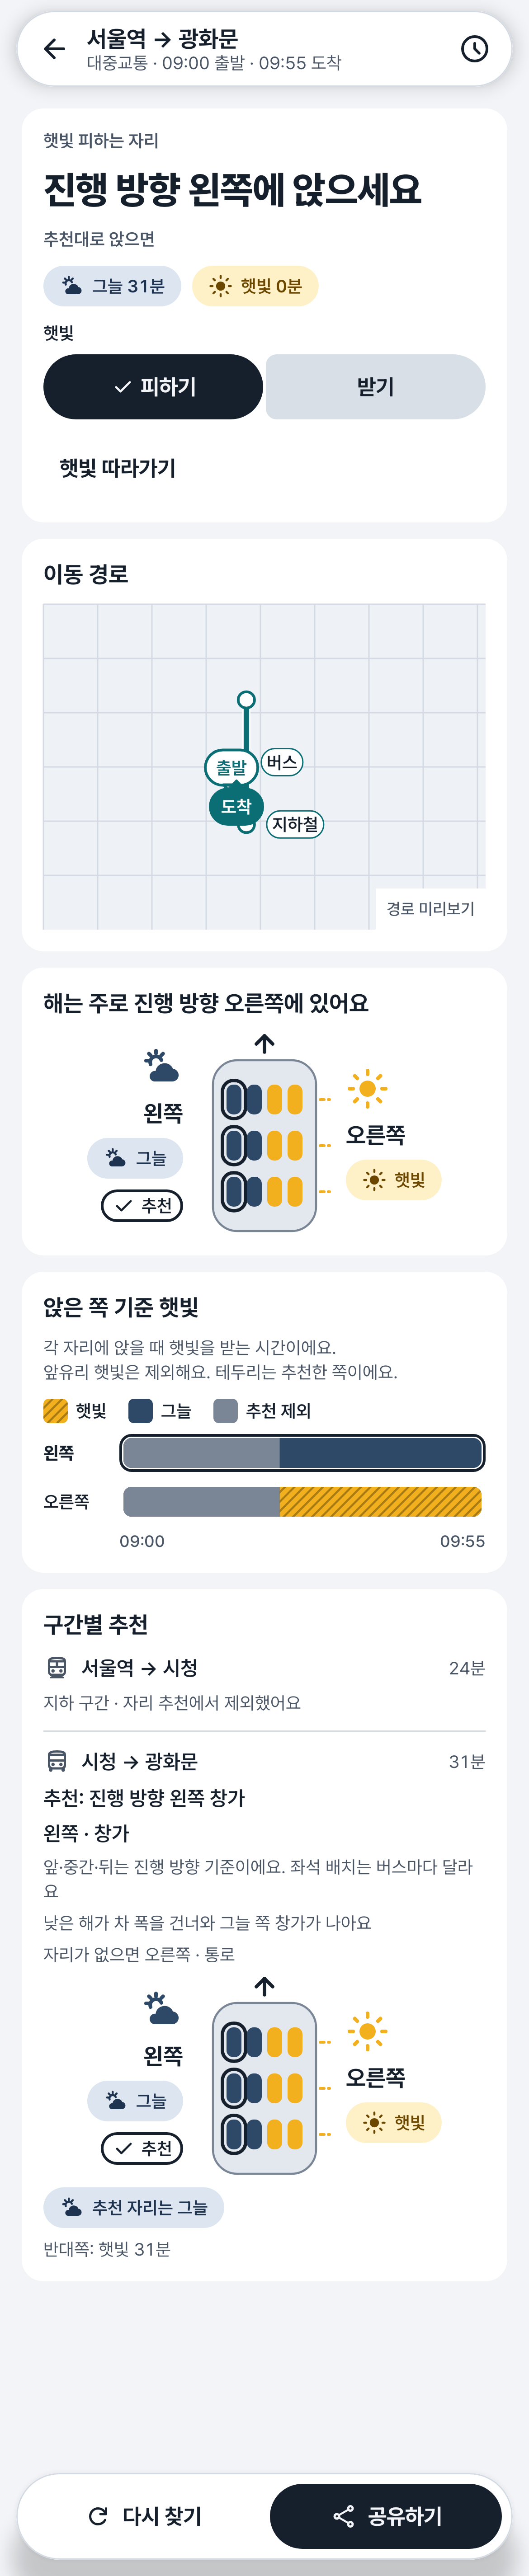 서울역 → 광화문
대중교통 · 09:00 출발 · 09:55 도착
햇빛 피하는 자리
진행 방향 왼쪽에 앉으세요
추천대로 앉으면
그늘 31분
햇빛 0분
햇빛
피하기
받기
햇빛 따라가기
이동 경로
출발
버스
도착
지하철
경로 미리보기
해는 주로 진행 방향 오른쪽에 있어요
왼쪽
그늘
추천
오른쪽
햇빛
앉은 쪽 기준 햇빛
각 자리에 앉을 때 햇빛을 받는 시간이에요.
앞유리 햇빛은 제외해요. 테두리는 추천한 쪽이에요.
햇빛 그늘 추천 제외
왼쪽
오른쪽
09:00 09:55
구간별 추천
서울역 → 시청 24분
지하 구간 · 자리 추천에서 제외했어요
시청 → 광화문 31분
추천: 진행 방향 왼쪽 창가
왼쪽 · 창가
앞·중간·뒤는 진행 방향 기준이에요. 좌석 배치는 버스마다 달라
요
낮은 해가 차 폭을 건너와 그늘 쪽 창가가 나아요
자리가 없으면 오른쪽 · 통로
왼쪽
그늘
추천
오른쪽
햇빛
추천 자리는 그늘
반대쪽: 햇빛 31분
다시 찾기
공유하기